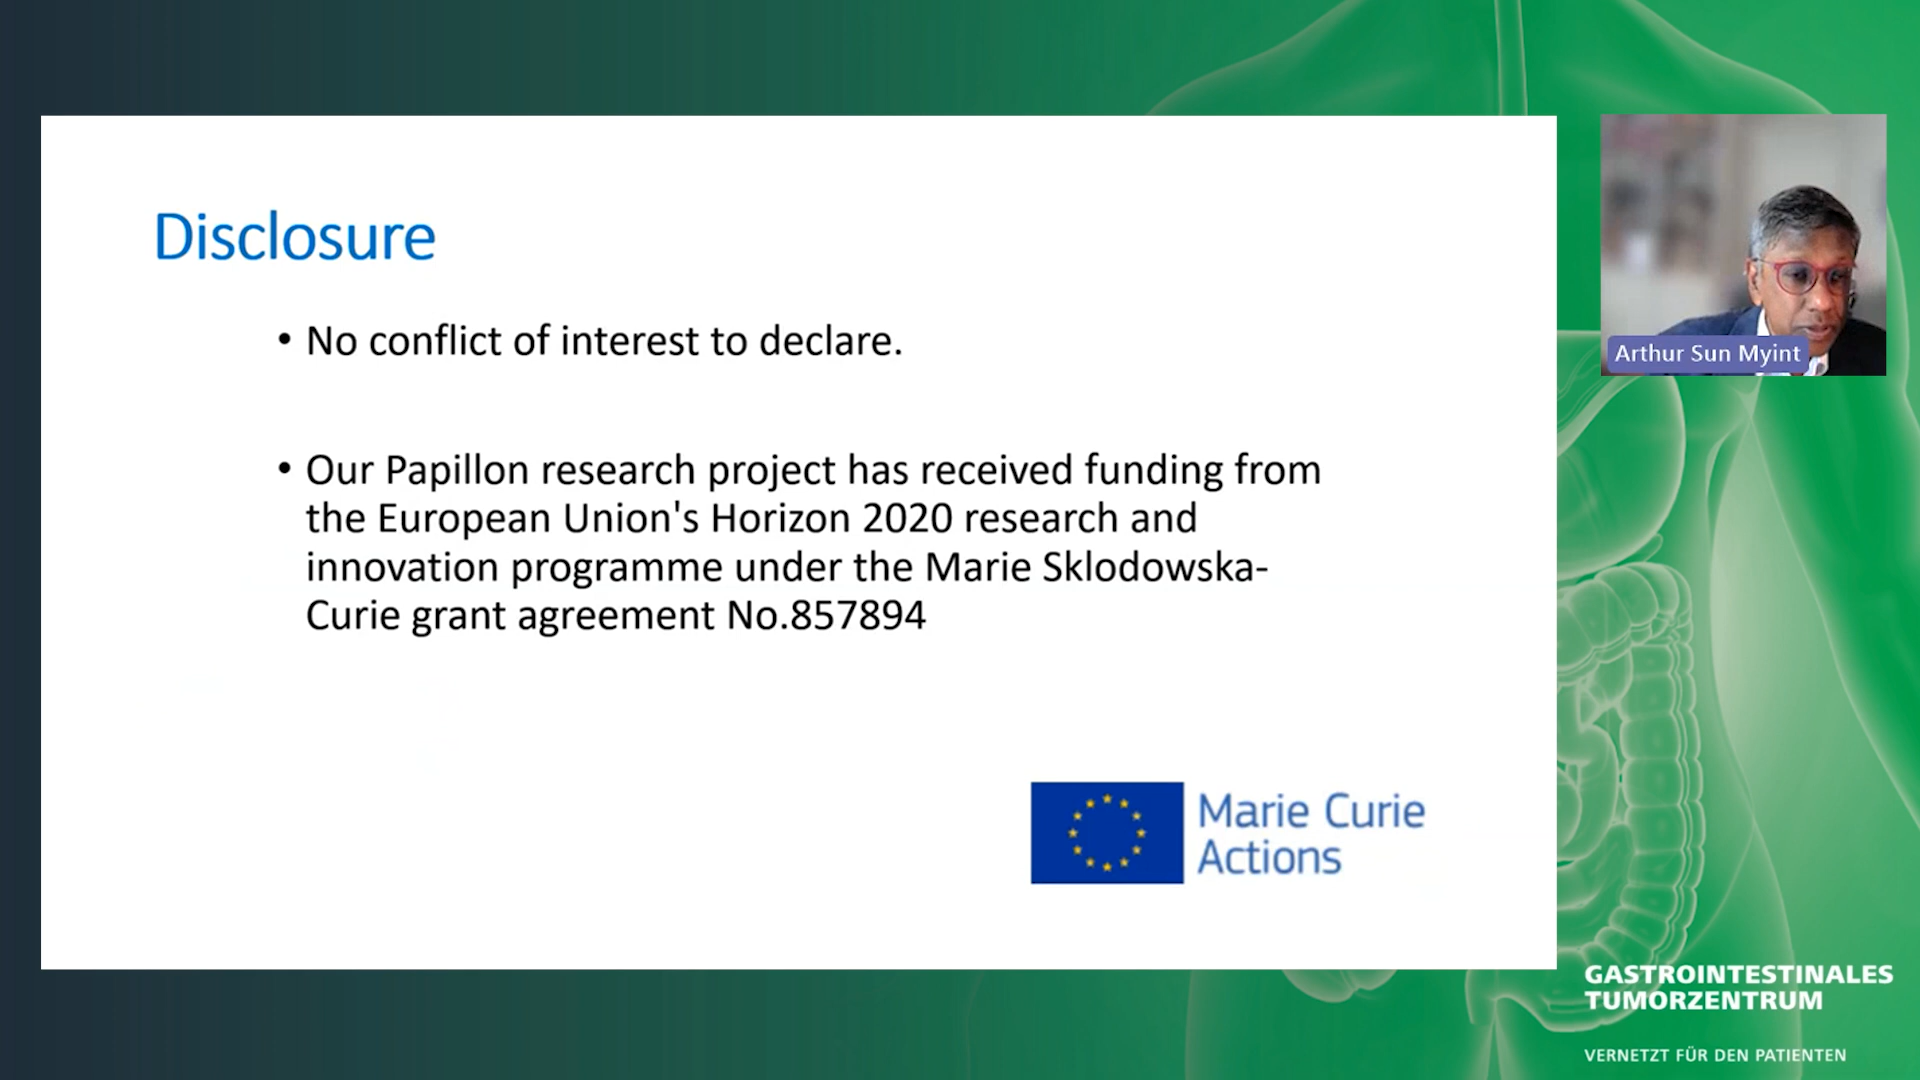 Disclosure
• No conflict of interest to declare.
• Our Papillon research project has received funding from
the European Union's Horizon 2020 research and
innovation programme under the Marie Sklodowska-
Curie grant agreement No.857894
Marie Curie
Actions
Arthur Sun Myint
GASTROINTESTINALES
TUMORZENTRUM
VERNETZT FÜR DEN PATIENTEN